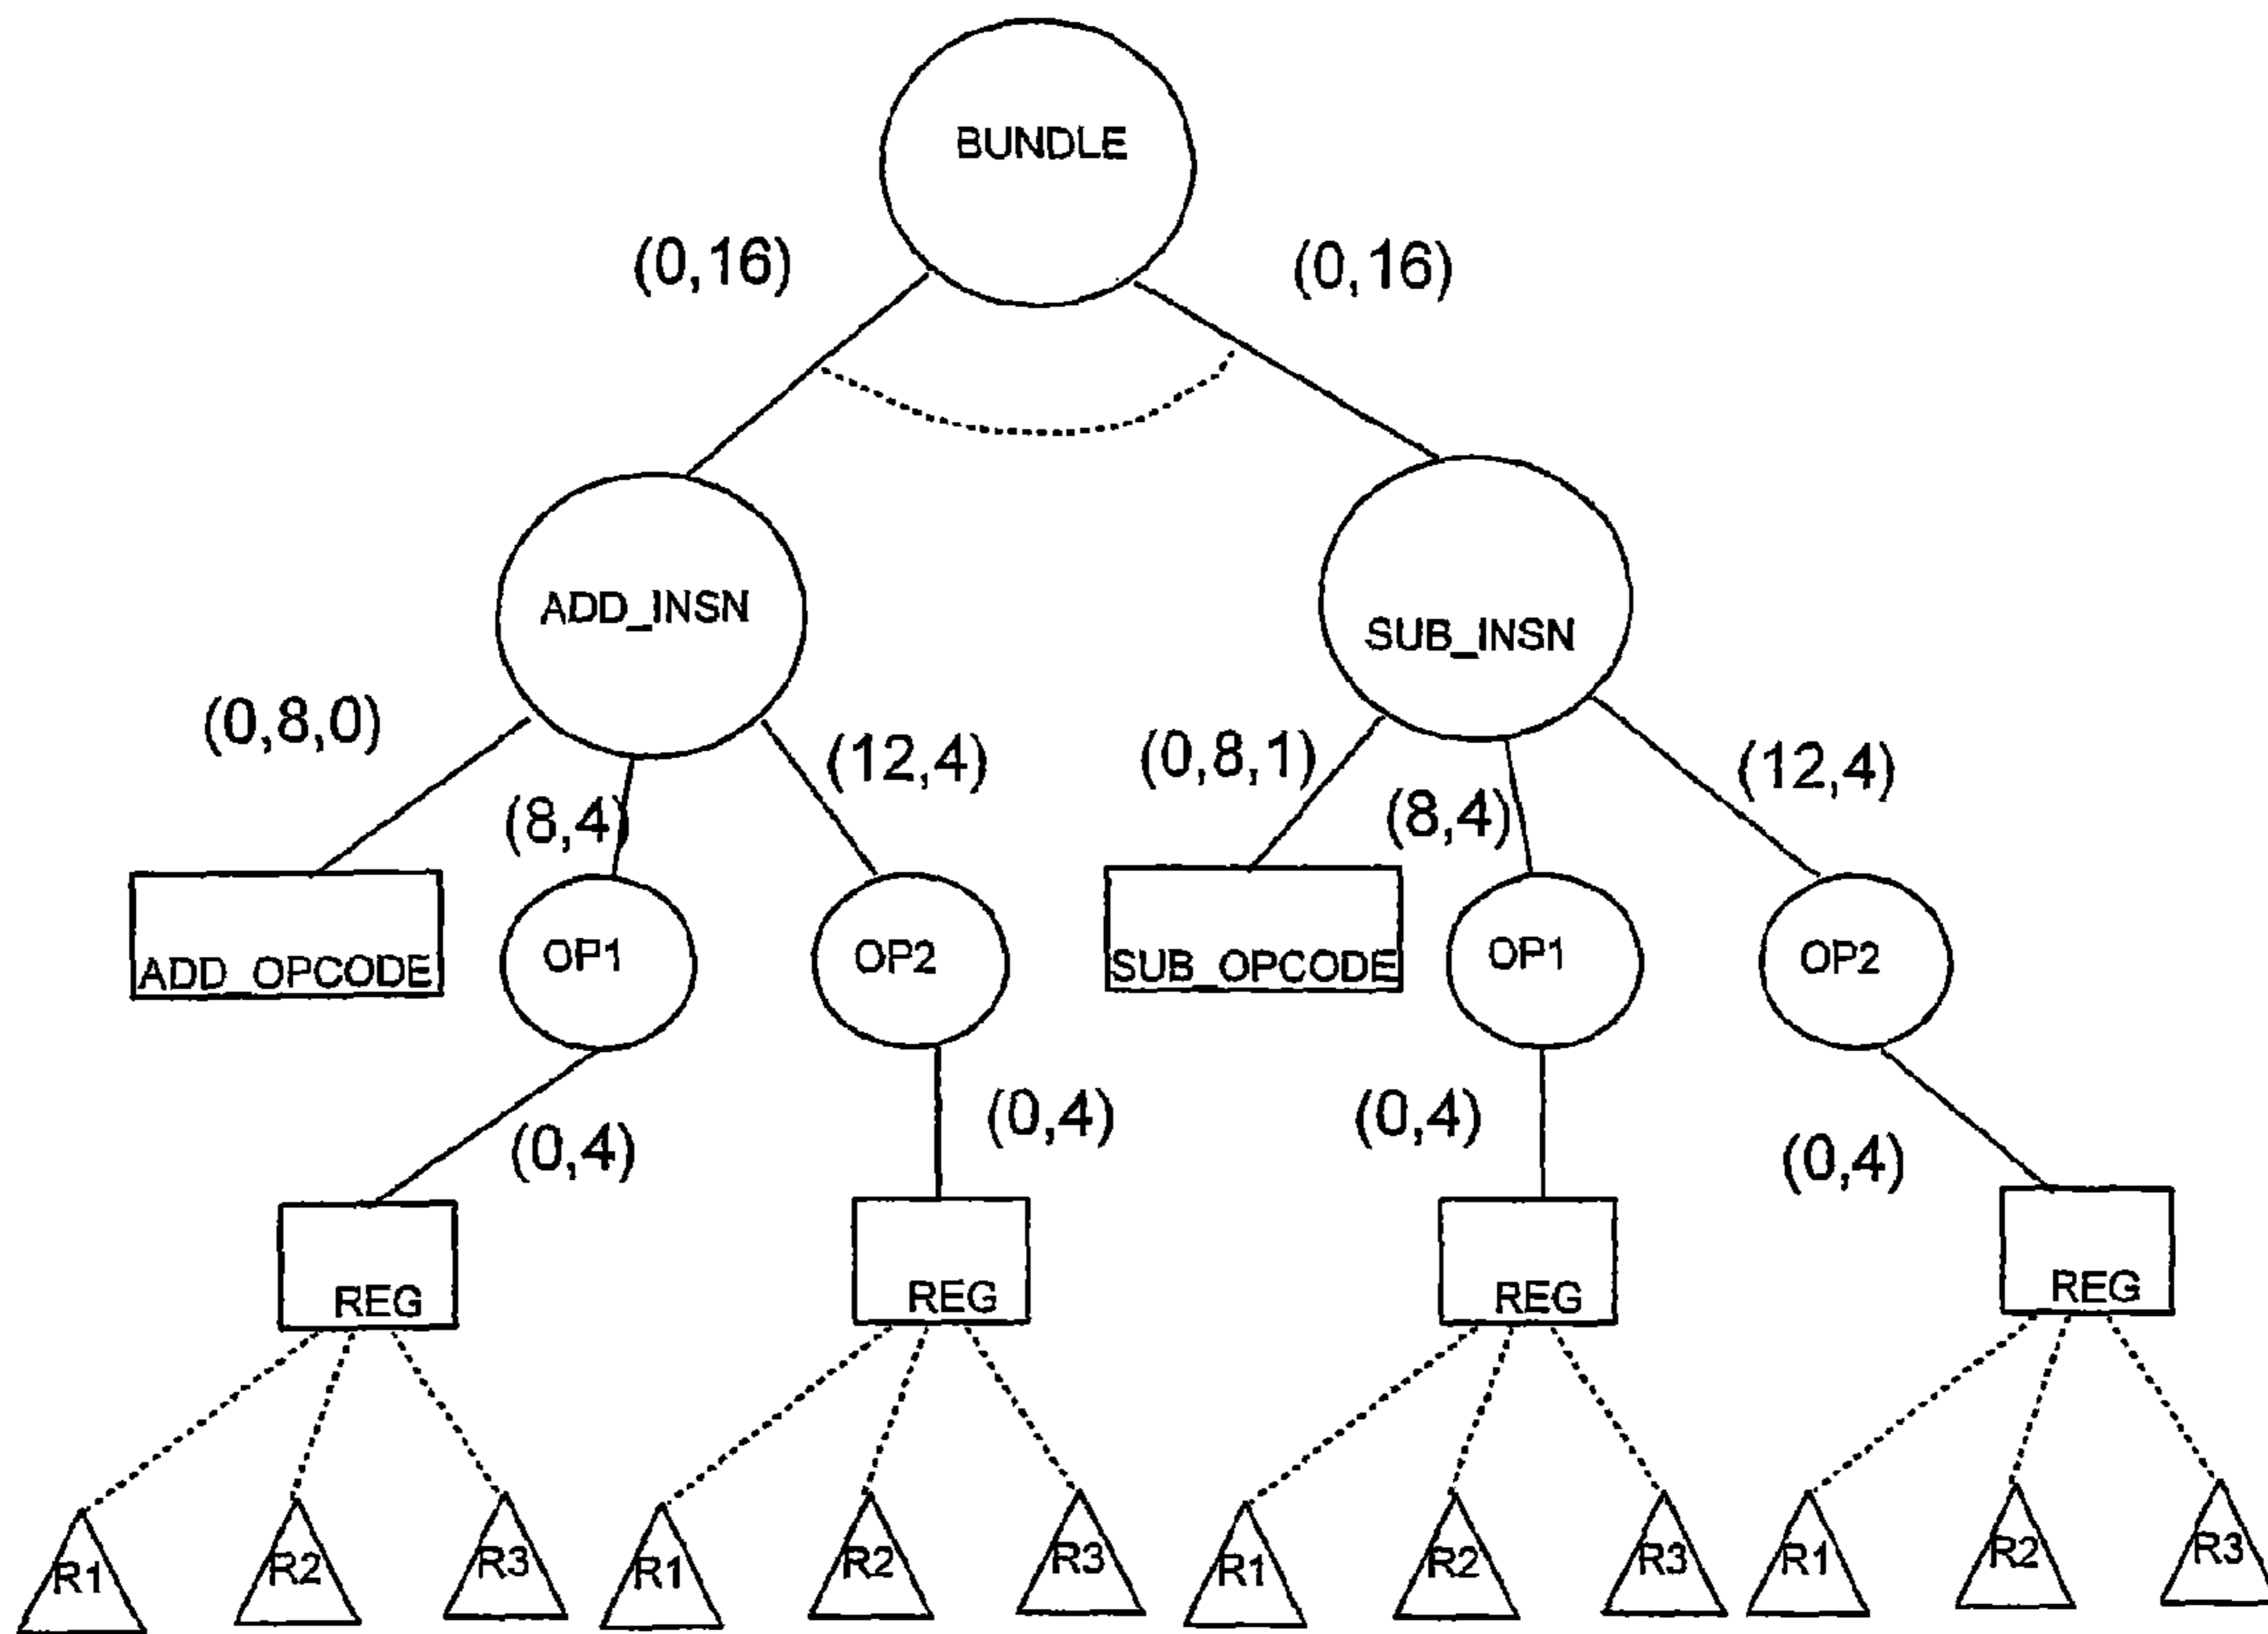 BUNDLE
(0,16)
(0,16)
ADD_INSN
SUB_INSN
(0,8,0)
(12,4)
(0,8,1)
(12,4)
(8,4)
(8,4)
ADD_OPCODE
OP1
OP2
SUB_OPCODE
OP1
OP2
(0,4)
(0,4)
(0,4)
(0,4)
REG
REG
REG
REG
R1
R2
R3
R1
R2
R3
R1
R2
R3
R1
R2
R3